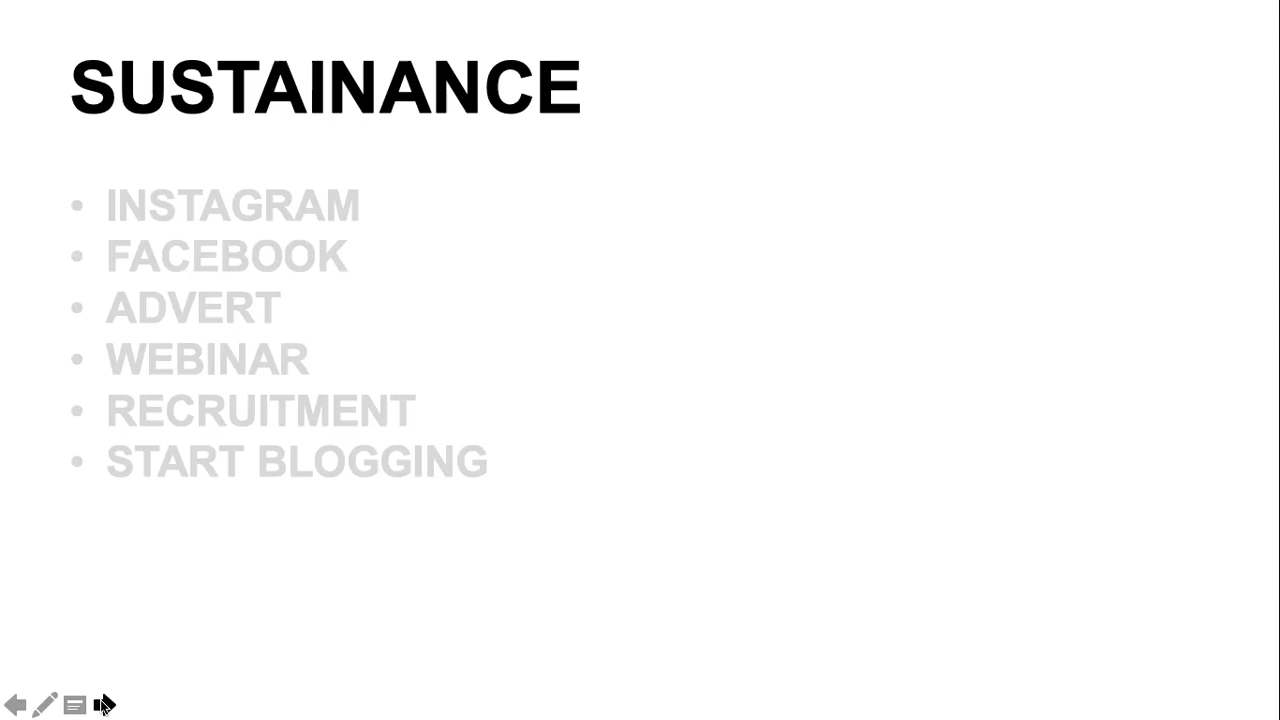 SUSTAINANCE
• INSTAGRAM
• FACEBOOK
• ADVERT
• WEBINAR
• RECRUITMENT
• START BLOGGING